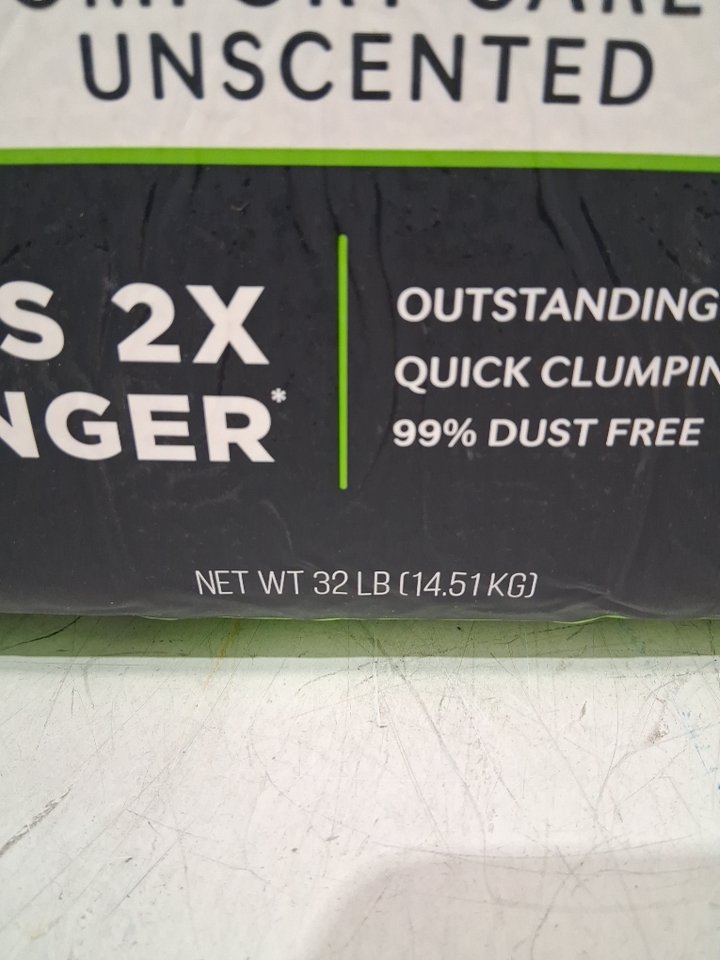 UNSCENTED
S 2X
NGER*
OUTSTANDING
QUICK CLUMPIN
99% DUST FREE
NET WT 32 LB (14.51 KG)